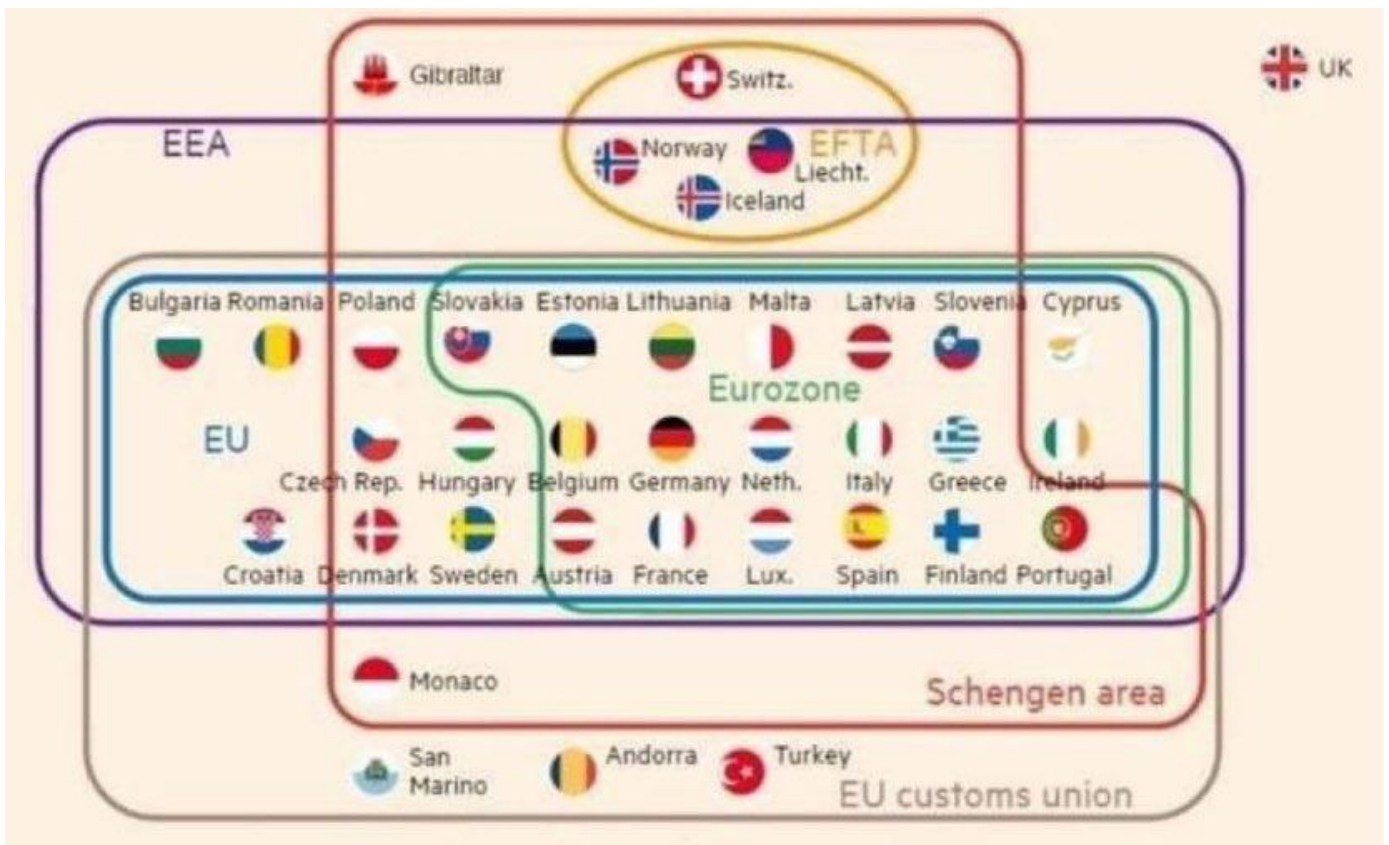 Gibraltar
Switz.
UK
EEA
Norway
EFTA
Liecht.
Iceland
Bulgaria Romania Poland Slovakia Estonia Lithuania Malta Latvia Slovenia Cyprus
Eurozone
EU
Czech Rep. Hungary Belgium Germany Neth. Italy Greece Ireland
Croatia Denmark Sweden Austria France Lux. Spain Finland Portugal
Monaco
Schengen area
San
Marino
Andorra
Turkey
EU customs union